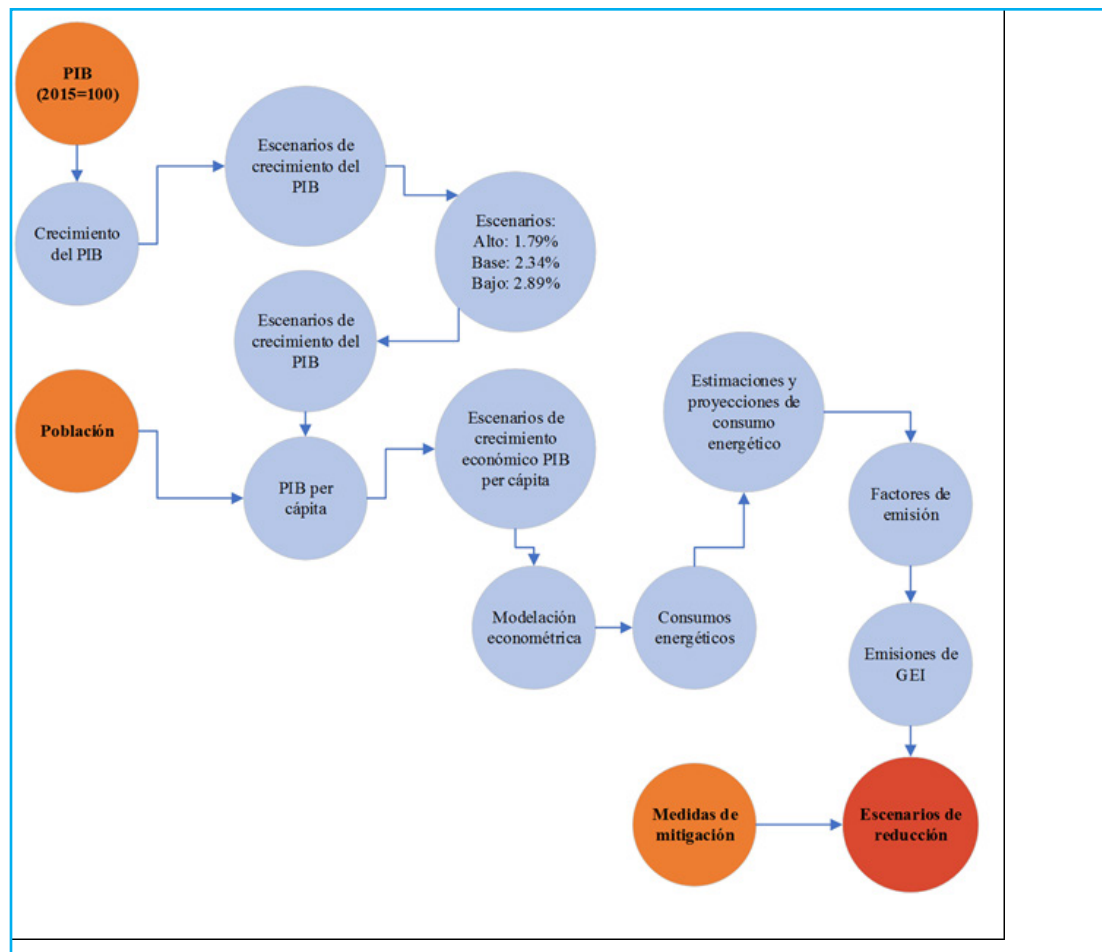 PIB
(2015=100)
Crecimiento
del PIB
Escenarios de
crecimiento del
PIB
Escenarios:
Alto: 1.79%
Base: 2.34%
Bajo: 2.89%
Escenarios de
crecimiento del
PIB
Población
PIB per
cápita
Escenarios de
crecimiento
económico PIB
per cápita
Modelación
econométrica
Consumos
energéticos
Estimaciones y
proyecciones de
consumo
energético
Factores de
emisión
Emisiones de
GEI
Medidas de
mitigación
Escenarios de
reducción